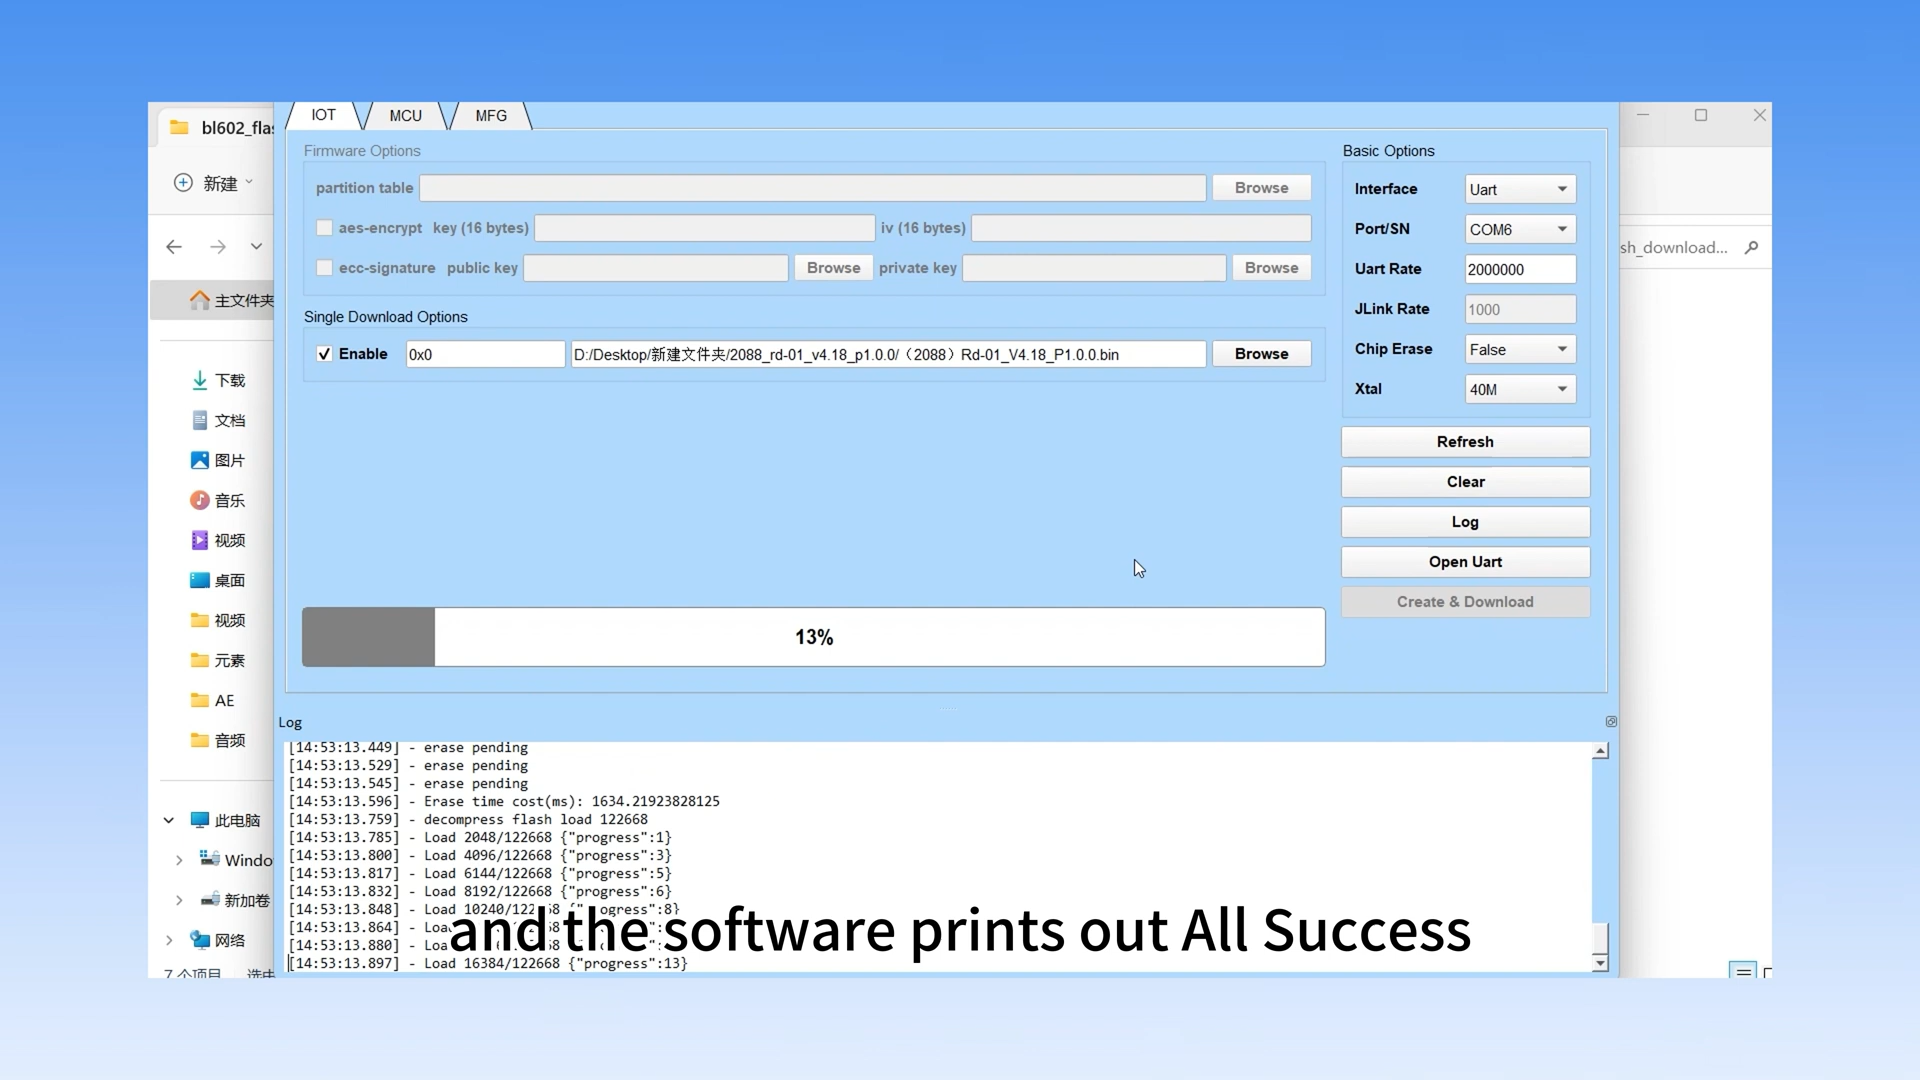 bl602_flas
新建
主文件夹
下载
文档
图片
音乐
视频
桌面
视频
元素
AE
音频
此电脑
Windo
新加卷
网络
7 个项目
sh_download...
IOT
MCU
MFG
Firmware Options
partition table
Browse
aes-encrypt key (16 bytes)
iv (16 bytes)
ecc-signature public key
Browse
private key
Browse
Single Download Options
Enable
0x0
D:/Desktop/新建文件夹/2088_rd-01_v4.18_p1.0.0/（2088）Rd-01_V4.18_P1.0.0.bin
Browse
13%
Basic Options
Interface Uart
Port/SN COM6
Uart Rate 2000000
JLink Rate 1000
Chip Erase False
Xtal 40M
Refresh
Clear
Log
Open Uart
Create & Download
Log
[14:53:13.449] - erase pending
[14:53:13.529] - erase pending
[14:53:13.545] - erase pending
[14:53:13.596] - Erase time cost(ms): 1634.21923828125
[14:53:13.759] - decompress flash load 122668
[14:53:13.785] - Load 2048/122668 {"progress":1}
[14:53:13.800] - Load 4096/122668 {"progress":3}
[14:53:13.817] - Load 6144/122668 {"progress":5}
[14:53:13.832] - Load 8192/122668 {"progress":6}
[14:53:13.848] - Load 10240/122668 {"progress":8}
[14:53:13.864] -
[14:53:13.880] -
[14:53:13.897] - Load 16384/122668 {"progress":13}
and the software prints out All Success